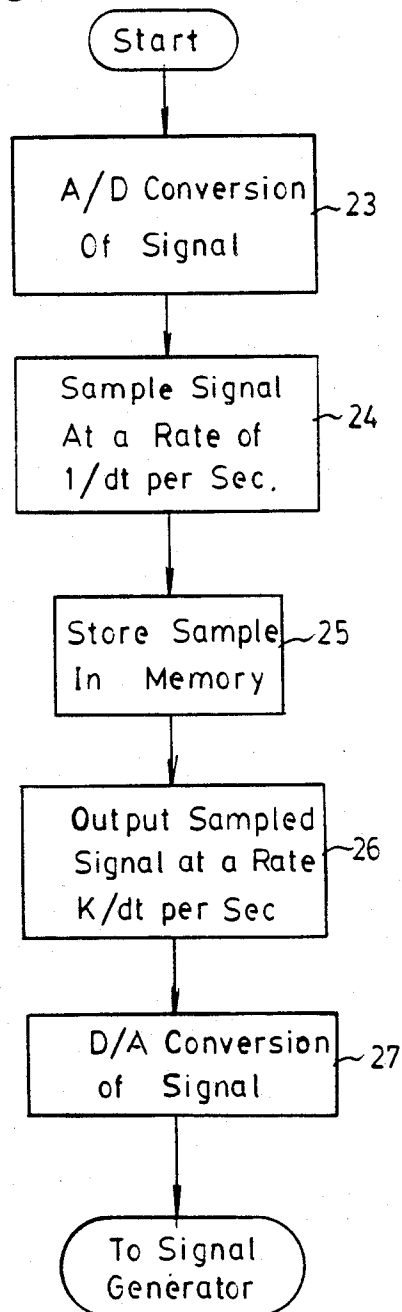 Start
A/D Conversion
Of Signal
23
Sample Signal
At a Rate of
1/dt per Sec.
24
Store Sample
In Memory
25
Output Sampled
Signal at a Rate
K/dt per Sec
26
D/A Conversion
of Signal
27
To Signal
Generator